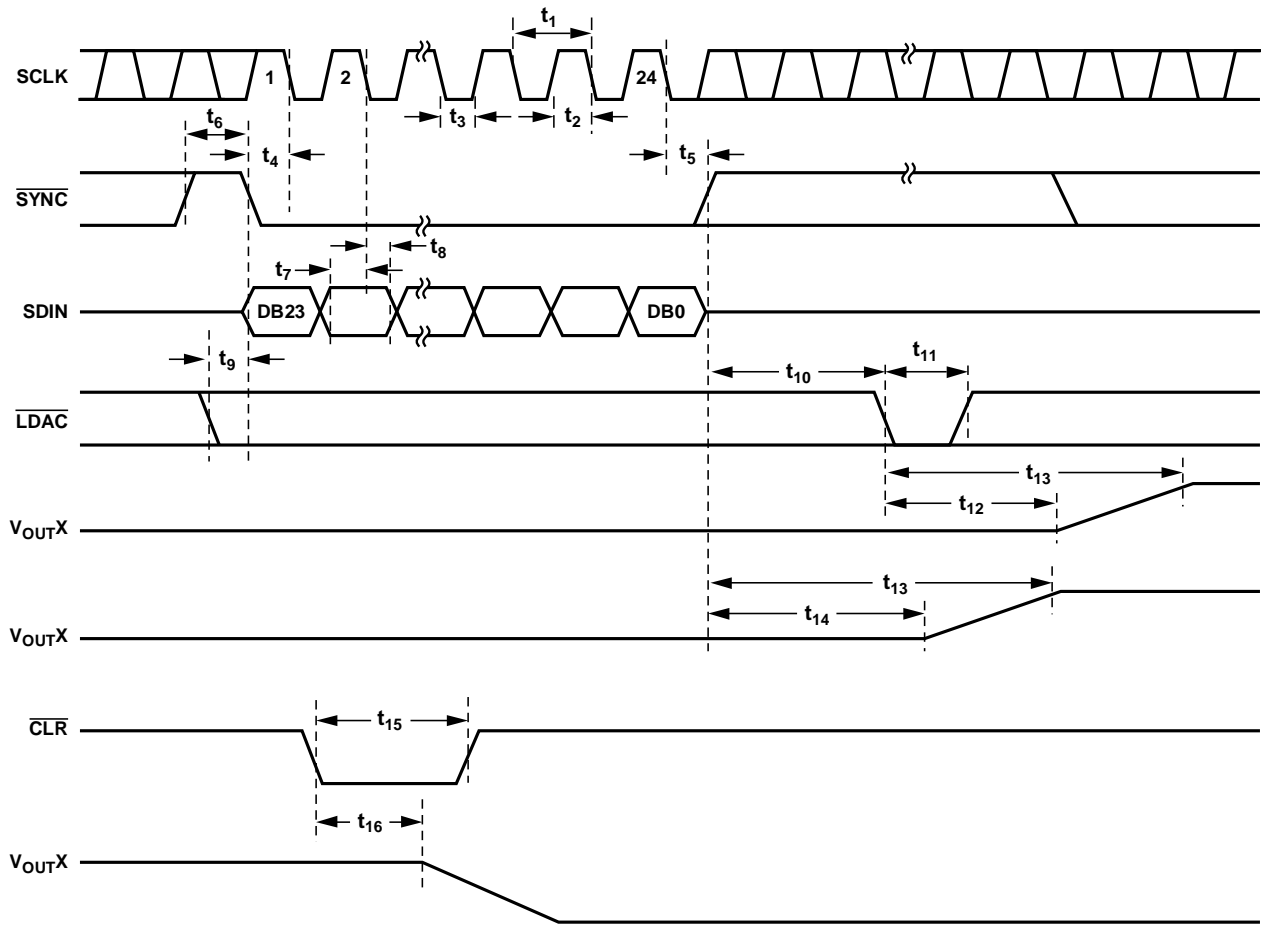 t1
SCLK
1
2
24
t3
t2
t6
t4
t5
SYNC
t8
t7
SDIN
DB23
DB0
t9
t10
t11
LDAC
t13
t12
VOUTX
t13
t14
VOUTX
CLR
t15
t16
VOUTX